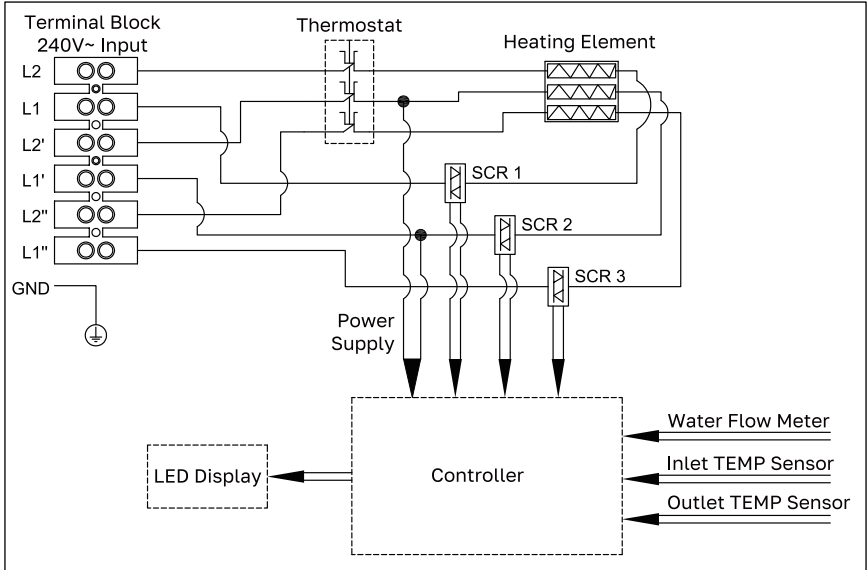 Terminal Block
240V~ Input
Thermostat
Heating Element
L2
L1
L2'
L1'
L2"
L1"
GND
SCR 1
SCR 2
SCR 3
Power
Supply
Water Flow Meter
Inlet TEMP Sensor
Outlet TEMP Sensor
LED Display
Controller